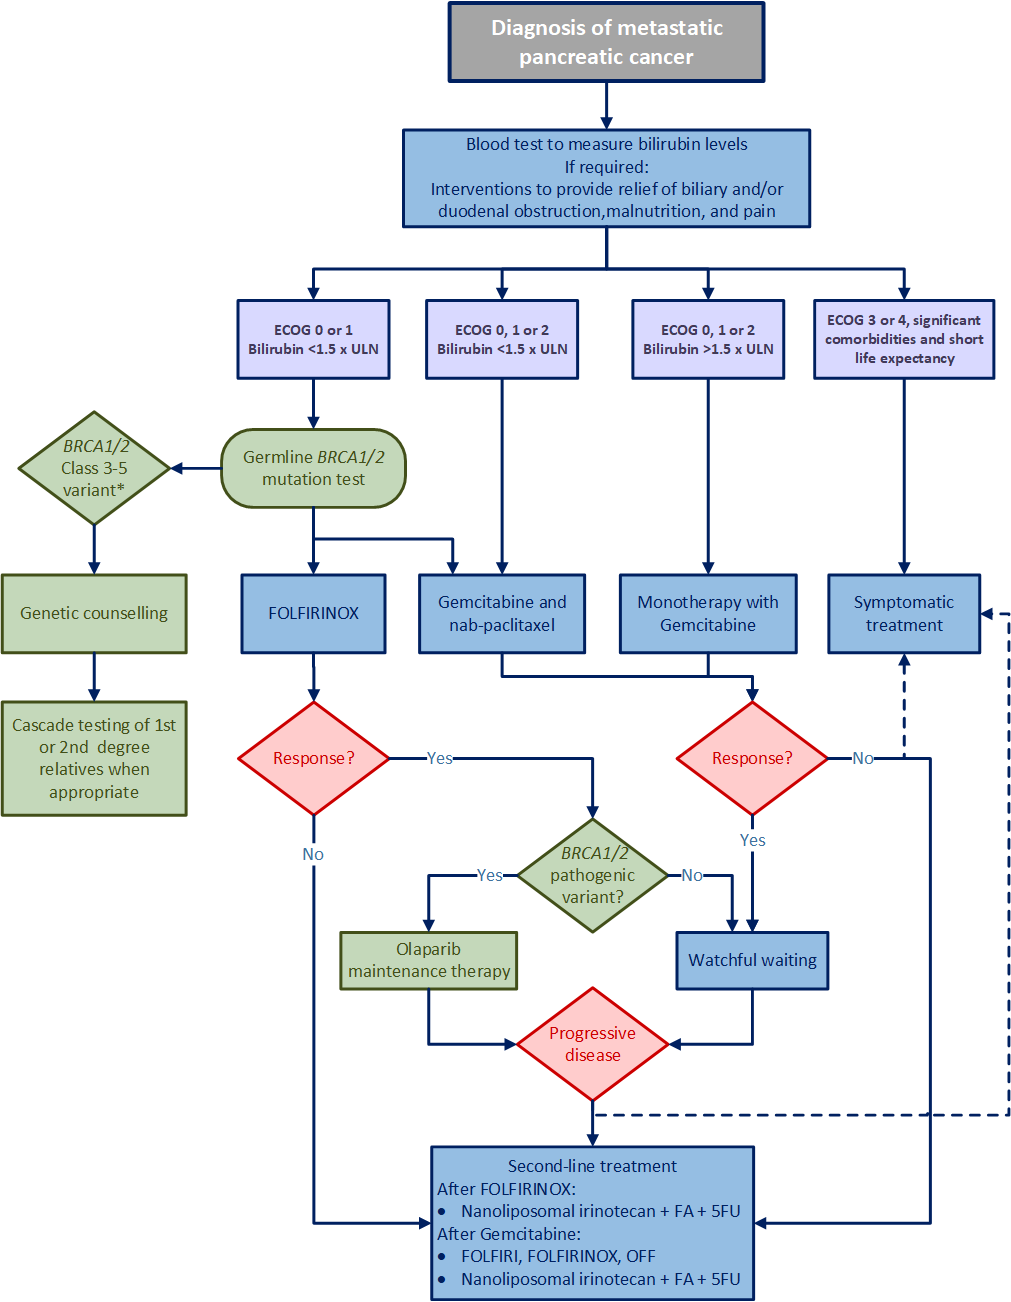 Diagnosis of metastatic
pancreatic cancer
Blood test to measure bilirubin levels
If required:
Interventions to provide relief of biliary and/or
duodenal obstruction,malnutrition, and pain
ECOG 0 or 1
Bilirubin <1.5 x ULN
ECOG 0, 1 or 2
Bilirubin <1.5 x ULN
ECOG 0, 1 or 2
Bilirubin >1.5 x ULN
ECOG 3 or 4, significant
comorbidities and short
life expectancy
BRCA1/2
Class 3-5
variant*
Germline BRCA1/2
mutation test
Genetic counselling
FOLFIRINOX
Gemcitabine and
nab-paclitaxel
Monotherapy with
Gemcitabine
Symptomatic
treatment
Cascade testing of 1st
or 2nd degree
relatives when
appropriate
Response?
Yes
Response?
No
No
Yes
BRCA1/2
pathogenic
variant?
Yes
No
Olaparib
maintenance therapy
Watchful waiting
Progressive
disease
Second-line treatment
After FOLFIRINOX:
• Nanoliposomal irinotecan + FA + 5FU
After Gemcitabine:
• FOLFIRI, FOLFIRINOX, OFF
• Nanoliposomal irinotecan + FA + 5FU